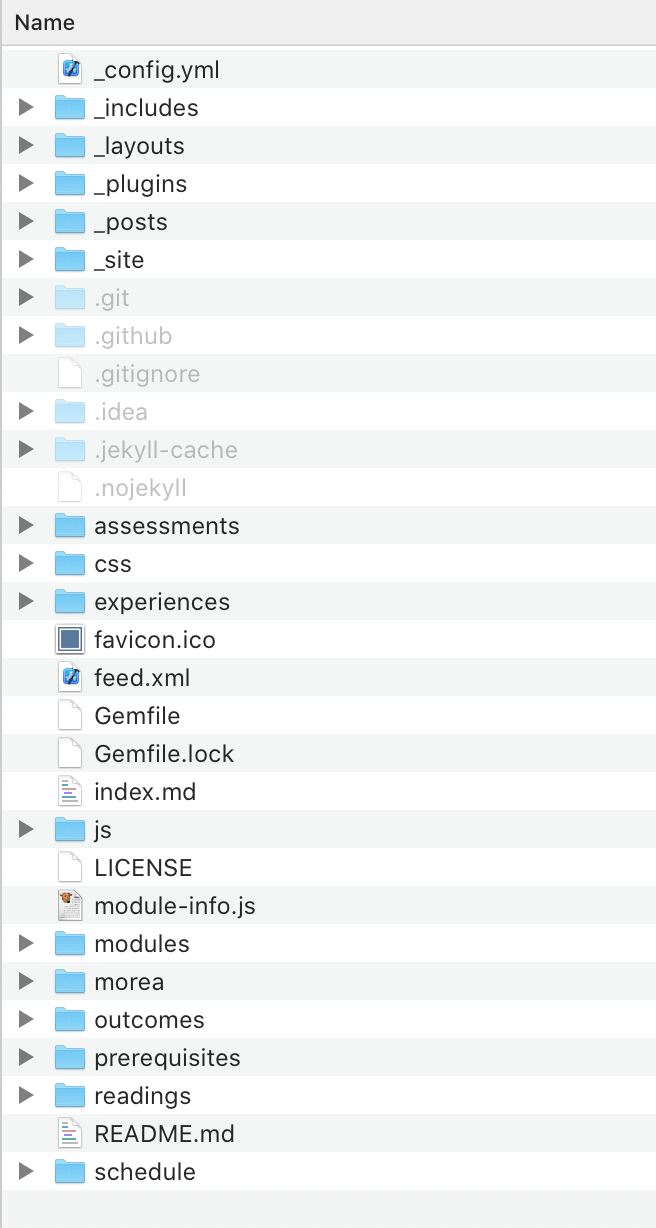 Name
_config.yml
_includes
_layouts
_plugins
_posts
_site
.git
.github
.gitignore
.idea
.jekyll-cache
.nojekyll
assessments
css
experiences
favicon.ico
feed.xml
Gemfile
Gemfile.lock
index.md
js
LICENSE
module-info.js
modules
morea
outcomes
prerequisites
readings
README.md
schedule